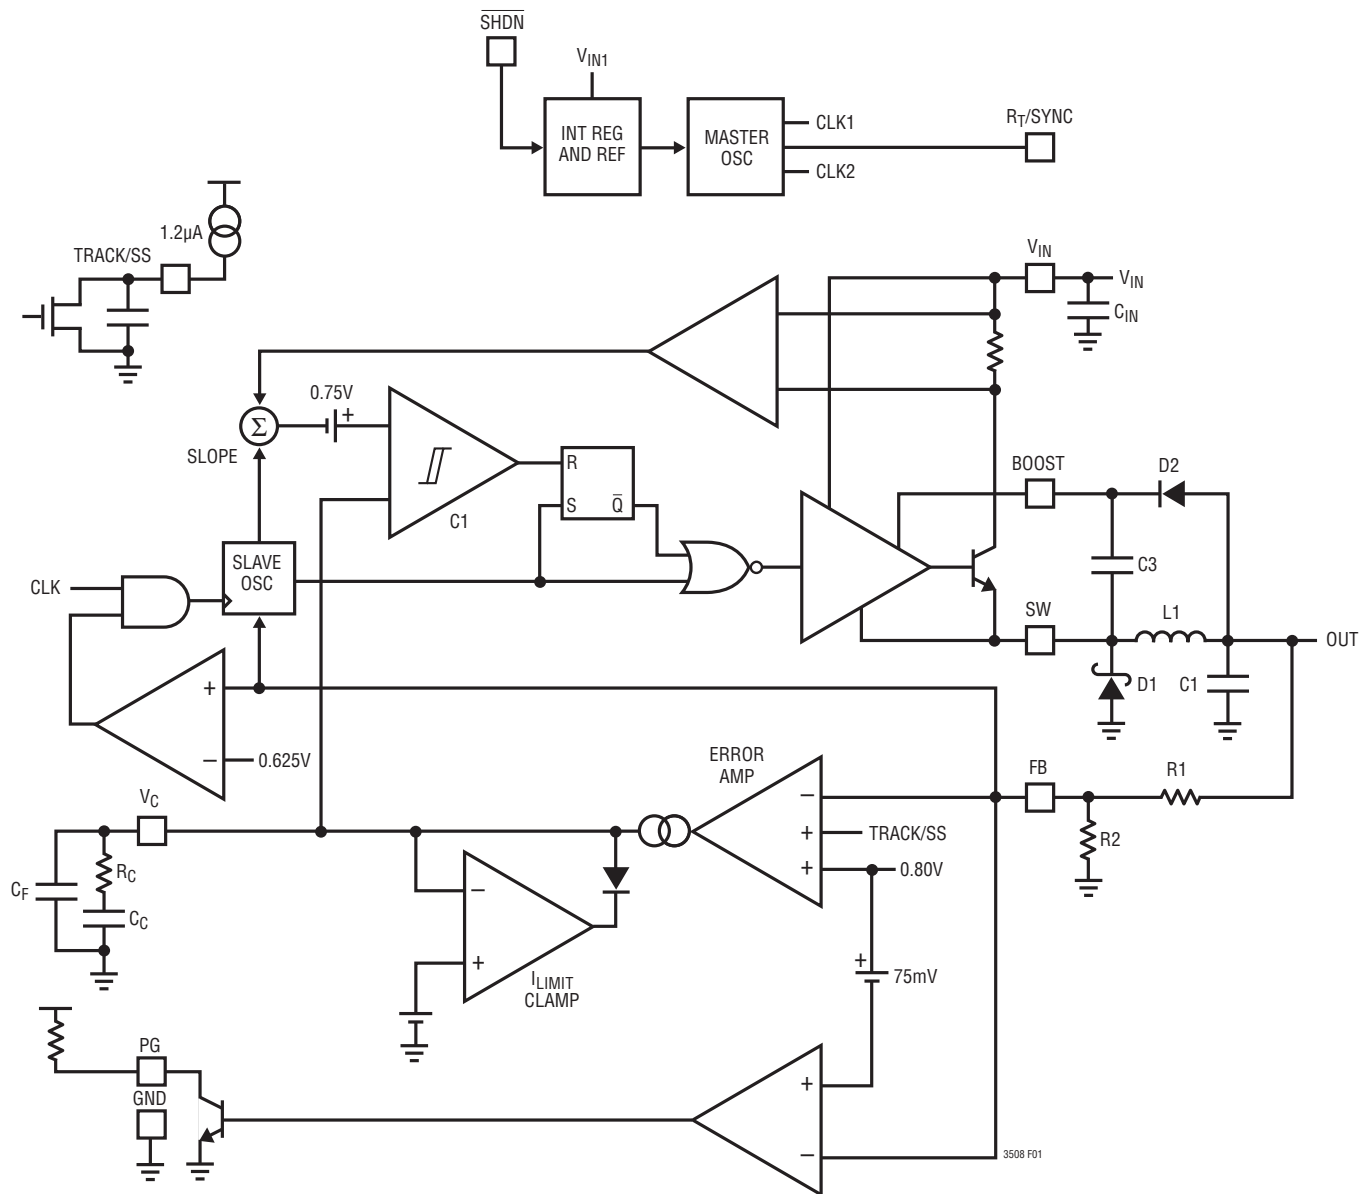 SHDN
VIN1
INT REG
AND REF
MASTER
OSC
CLK1
CLK2
RT/SYNC
1.2µA
TRACK/SS
VIN
VIN
CIN
0.75V
+
Σ
SLOPE
C1
R
S
Q̅
BOOST
D2
C3
SLAVE
OSC
CLK
SW
L1
OUT
D1
C1
+
−
0.625V
ERROR
AMP
FB
R1
R2
−
+
TRACK/SS
+
0.80V
VC
RC
CF
CC
−
+
ILIMIT
CLAMP
+
75mV
PG
GND
+
−
3508 F01